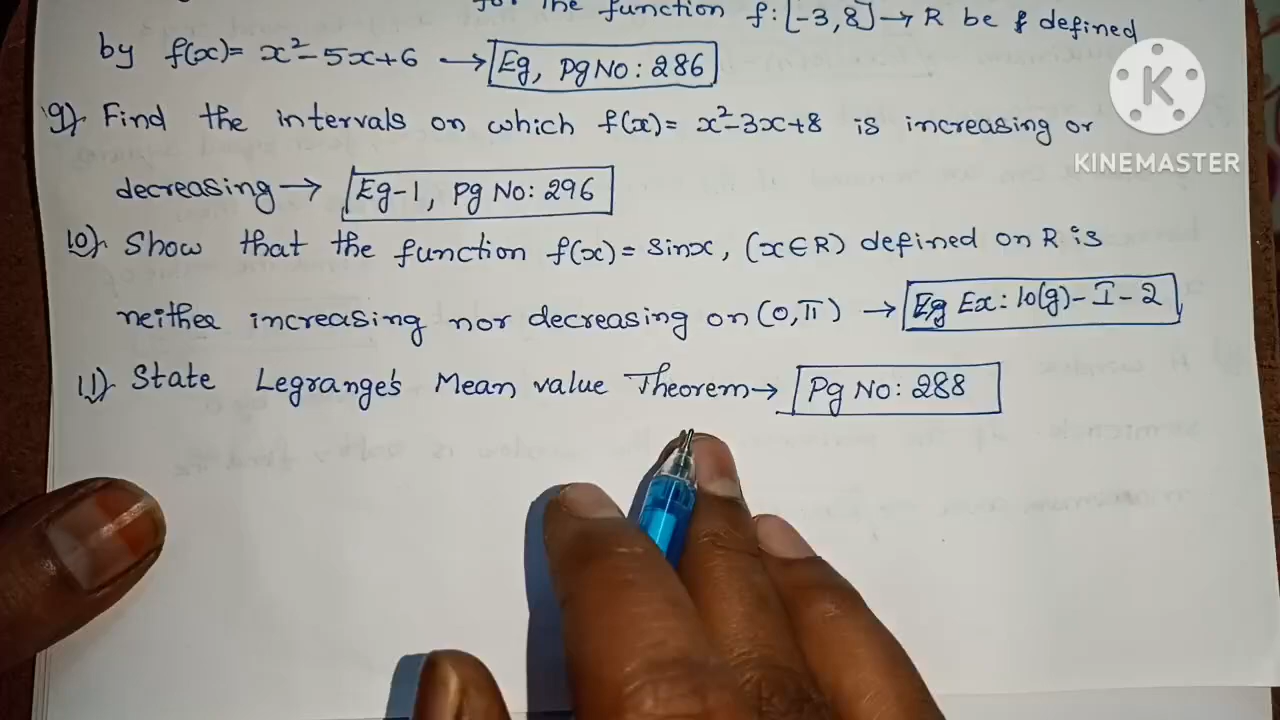 for the function f:[-3,8]→R be f defined
by f(x)= x²-5x+6 → Eg, Pg No: 286
9) Find the intervals on which f(x)= x²-3x+8 is increasing or
decreasing → Eg-1, Pg No: 296
10) Show that the function f(x)= sinx, (x∈R) defined on R is
neither increasing nor decreasing on (0,π) → Eg Ex: 10(g)-I-2
11) State Legrange's Mean value Theorem → Pg No: 288
K
KINEMASTER